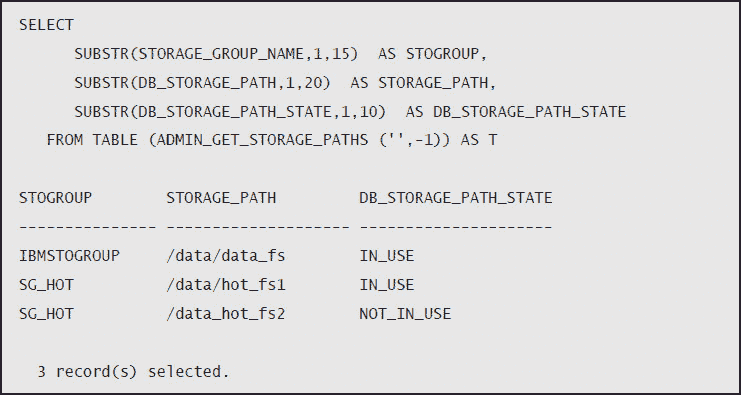 SELECT
SUBSTR(STORAGE_GROUP_NAME,1,15)  AS STOGROUP,
SUBSTR(DB_STORAGE_PATH,1,20)  AS STORAGE_PATH,
SUBSTR(DB_STORAGE_PATH_STATE,1,10)  AS DB_STORAGE_PATH_STATE
FROM TABLE (ADMIN_GET_STORAGE_PATHS ('',-1)) AS T
STOGROUP        STORAGE_PATH         DB_STORAGE_PATH_STATE
--------------- -------------------- ---------------------
IBMSTOGROUP     /data/data_fs        IN_USE
SG_HOT          /data/hot_fs1        IN_USE
SG_HOT          /data_hot_fs2        NOT_IN_USE
3 record(s) selected.